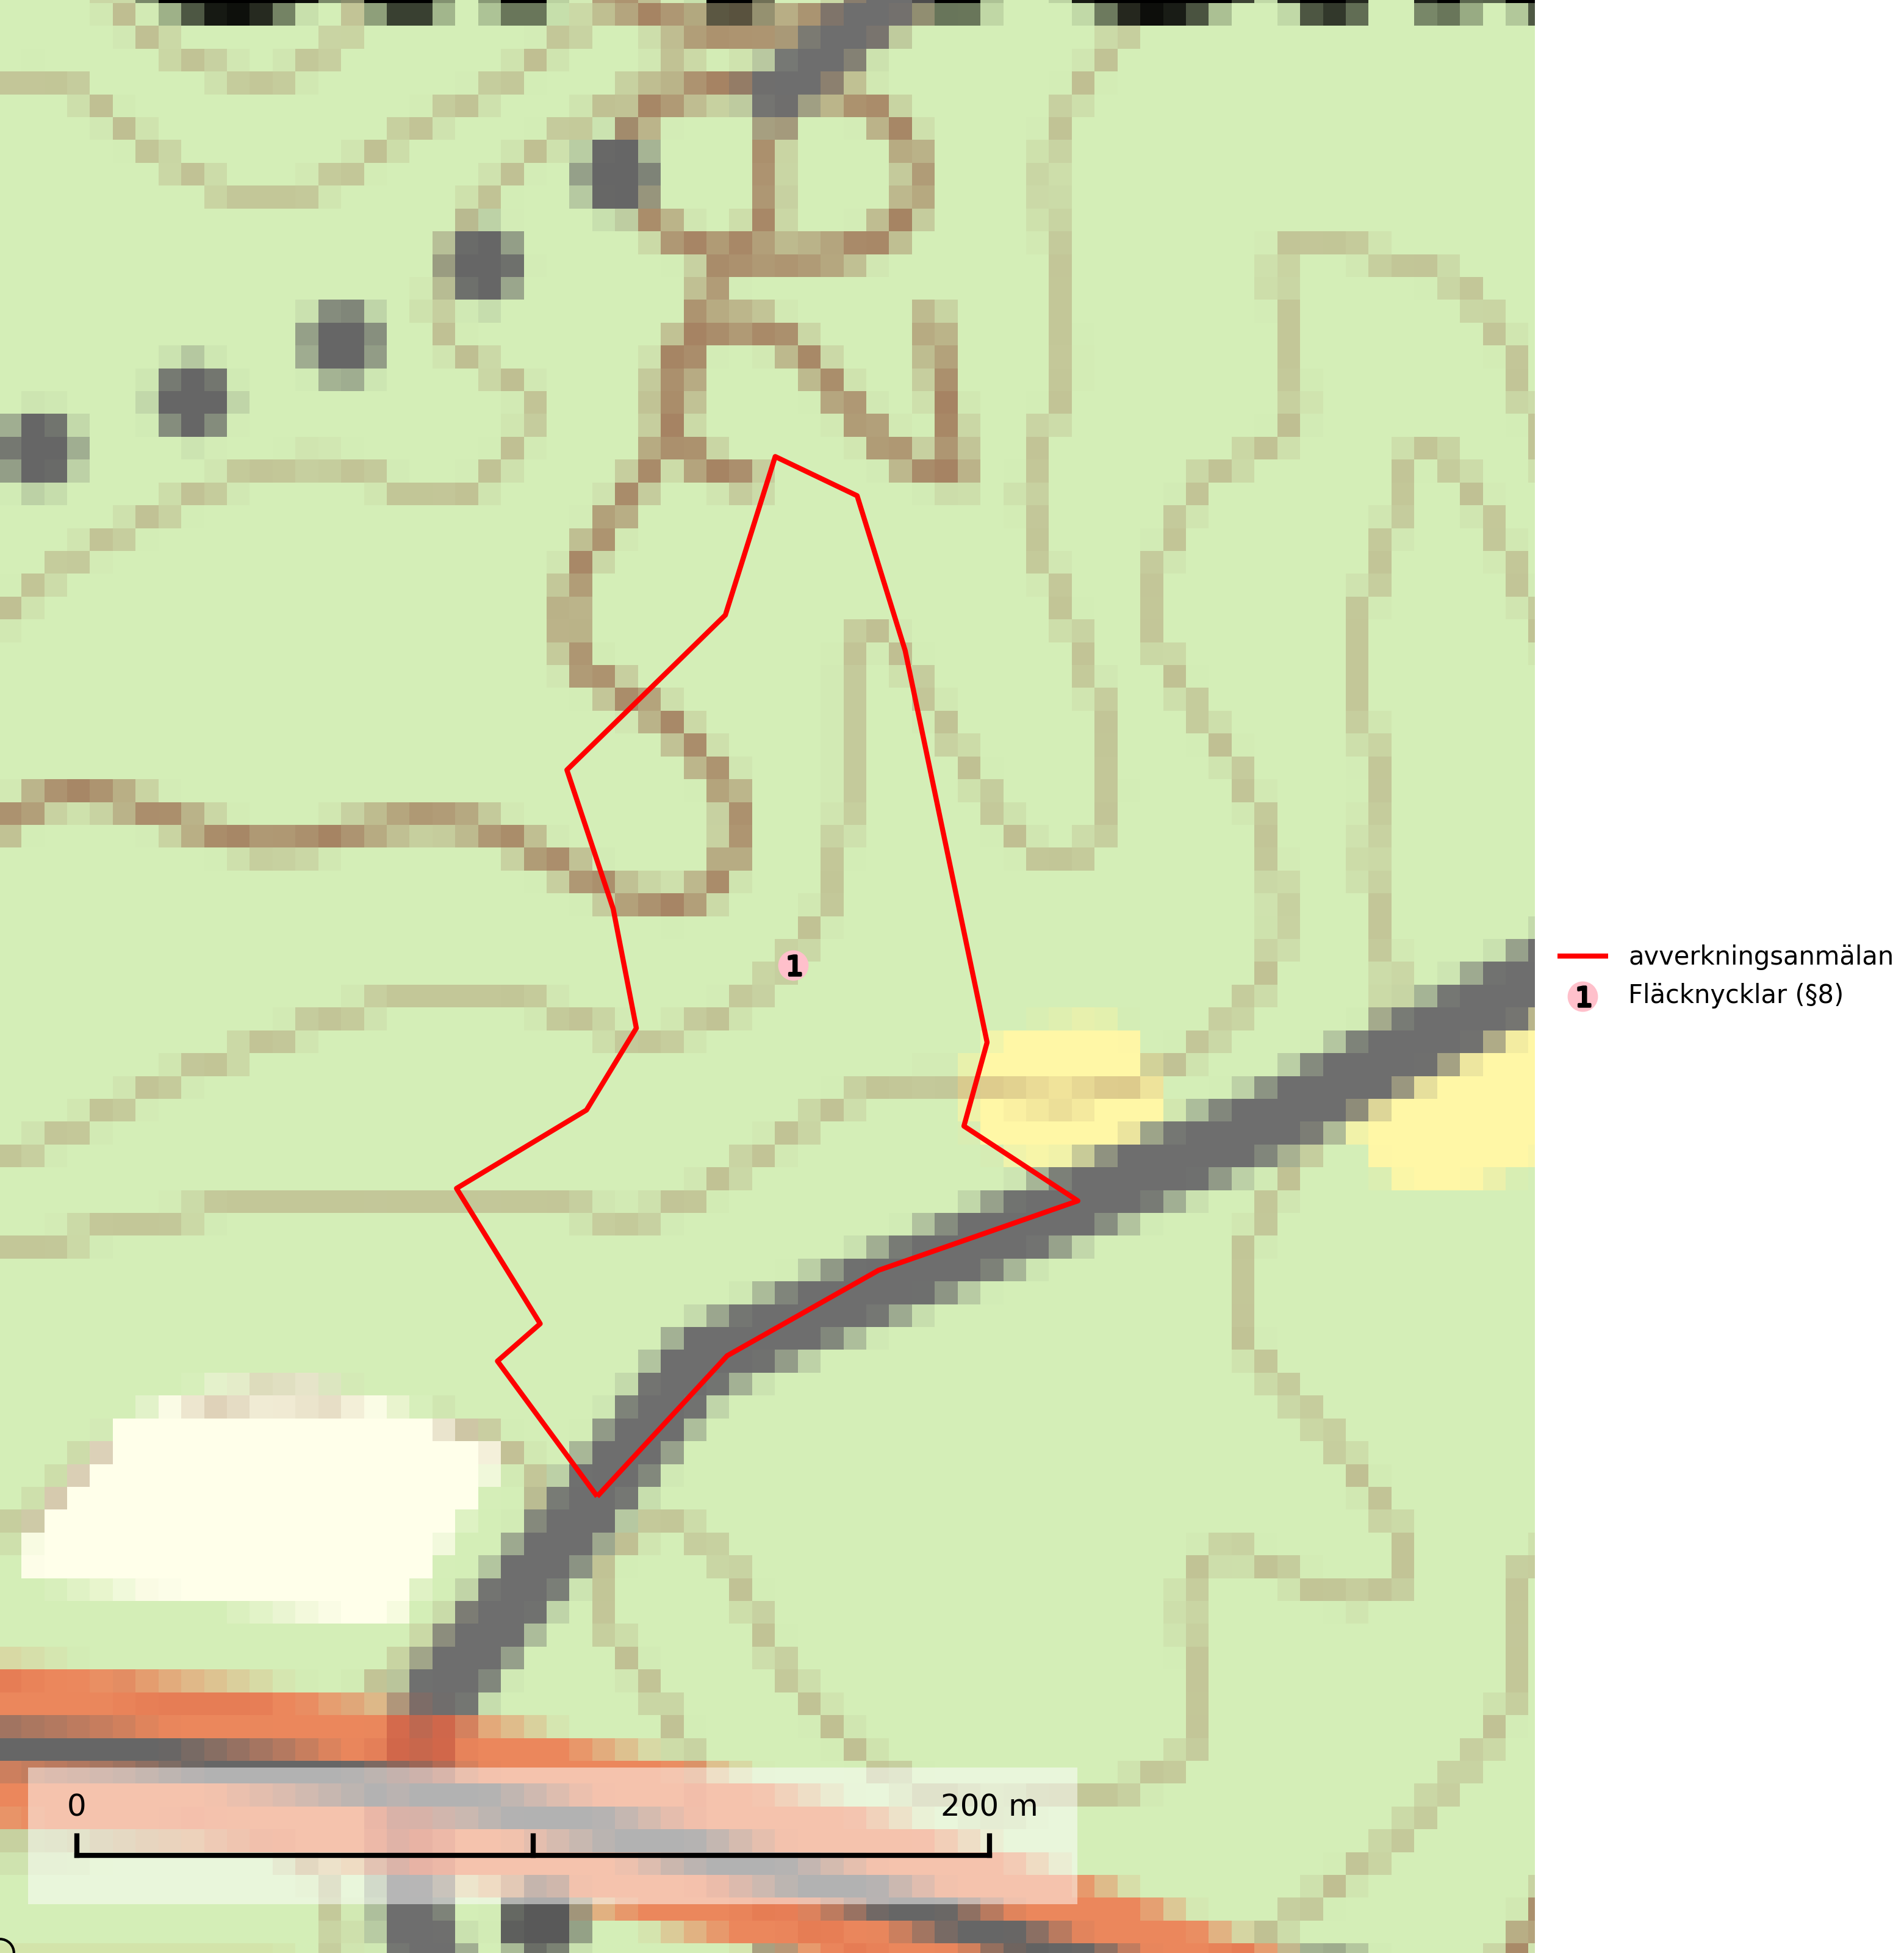 avverkningsanmälan
1 Fläcknycklar (§8)
1
0 200 m